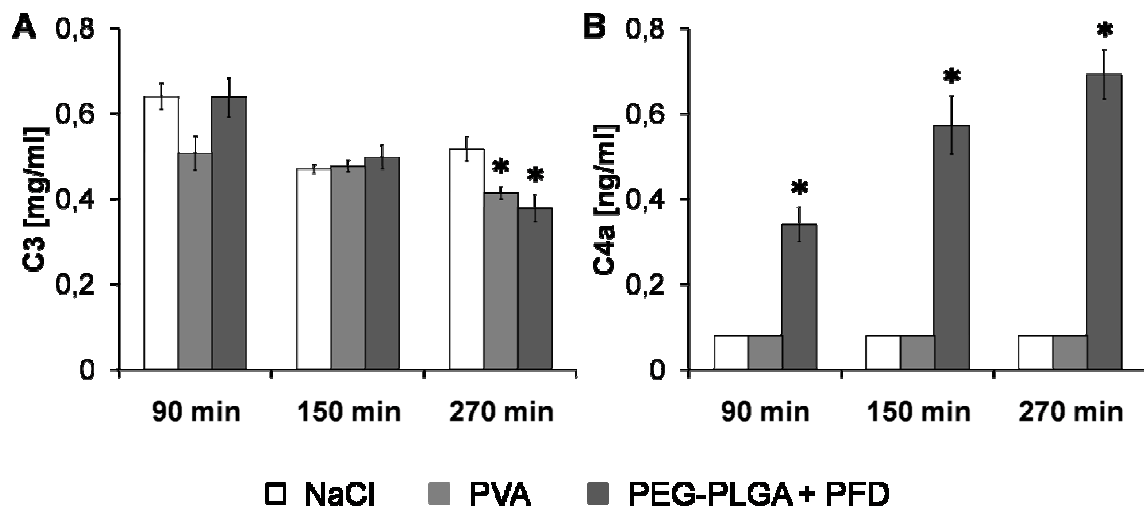 A
C3 [mg/ml]
0,8
0,6
0,4
0,2
0
* *
90 min 150 min 270 min
B
C4a [ng/ml]
0,8
0,6
0,4
0,2
0
* * *
90 min 150 min 270 min
NaCl PVA PEG-PLGA + PFD